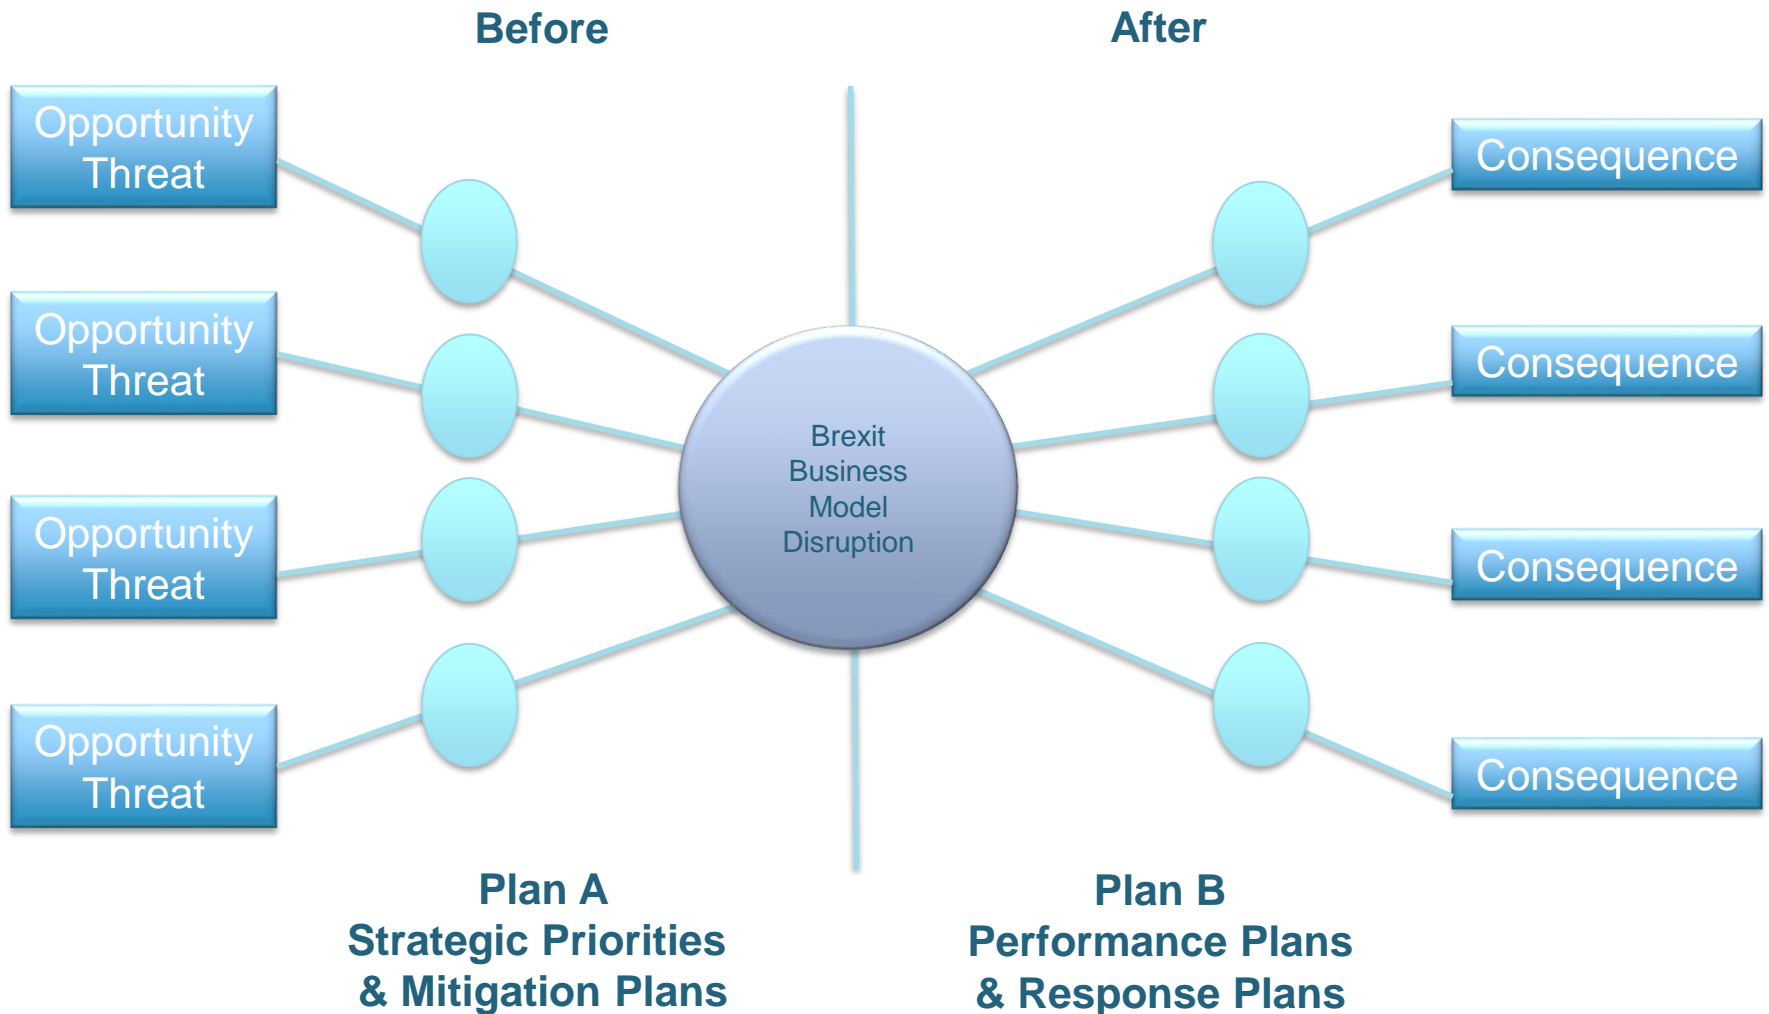 Before
After
Opportunity
Threat
Opportunity
Threat
Opportunity
Threat
Opportunity
Threat
Brexit
Business
Model
Disruption
Consequence
Consequence
Consequence
Consequence
Plan A
Strategic Priorities
& Mitigation Plans
Plan B
Performance Plans
& Response Plans